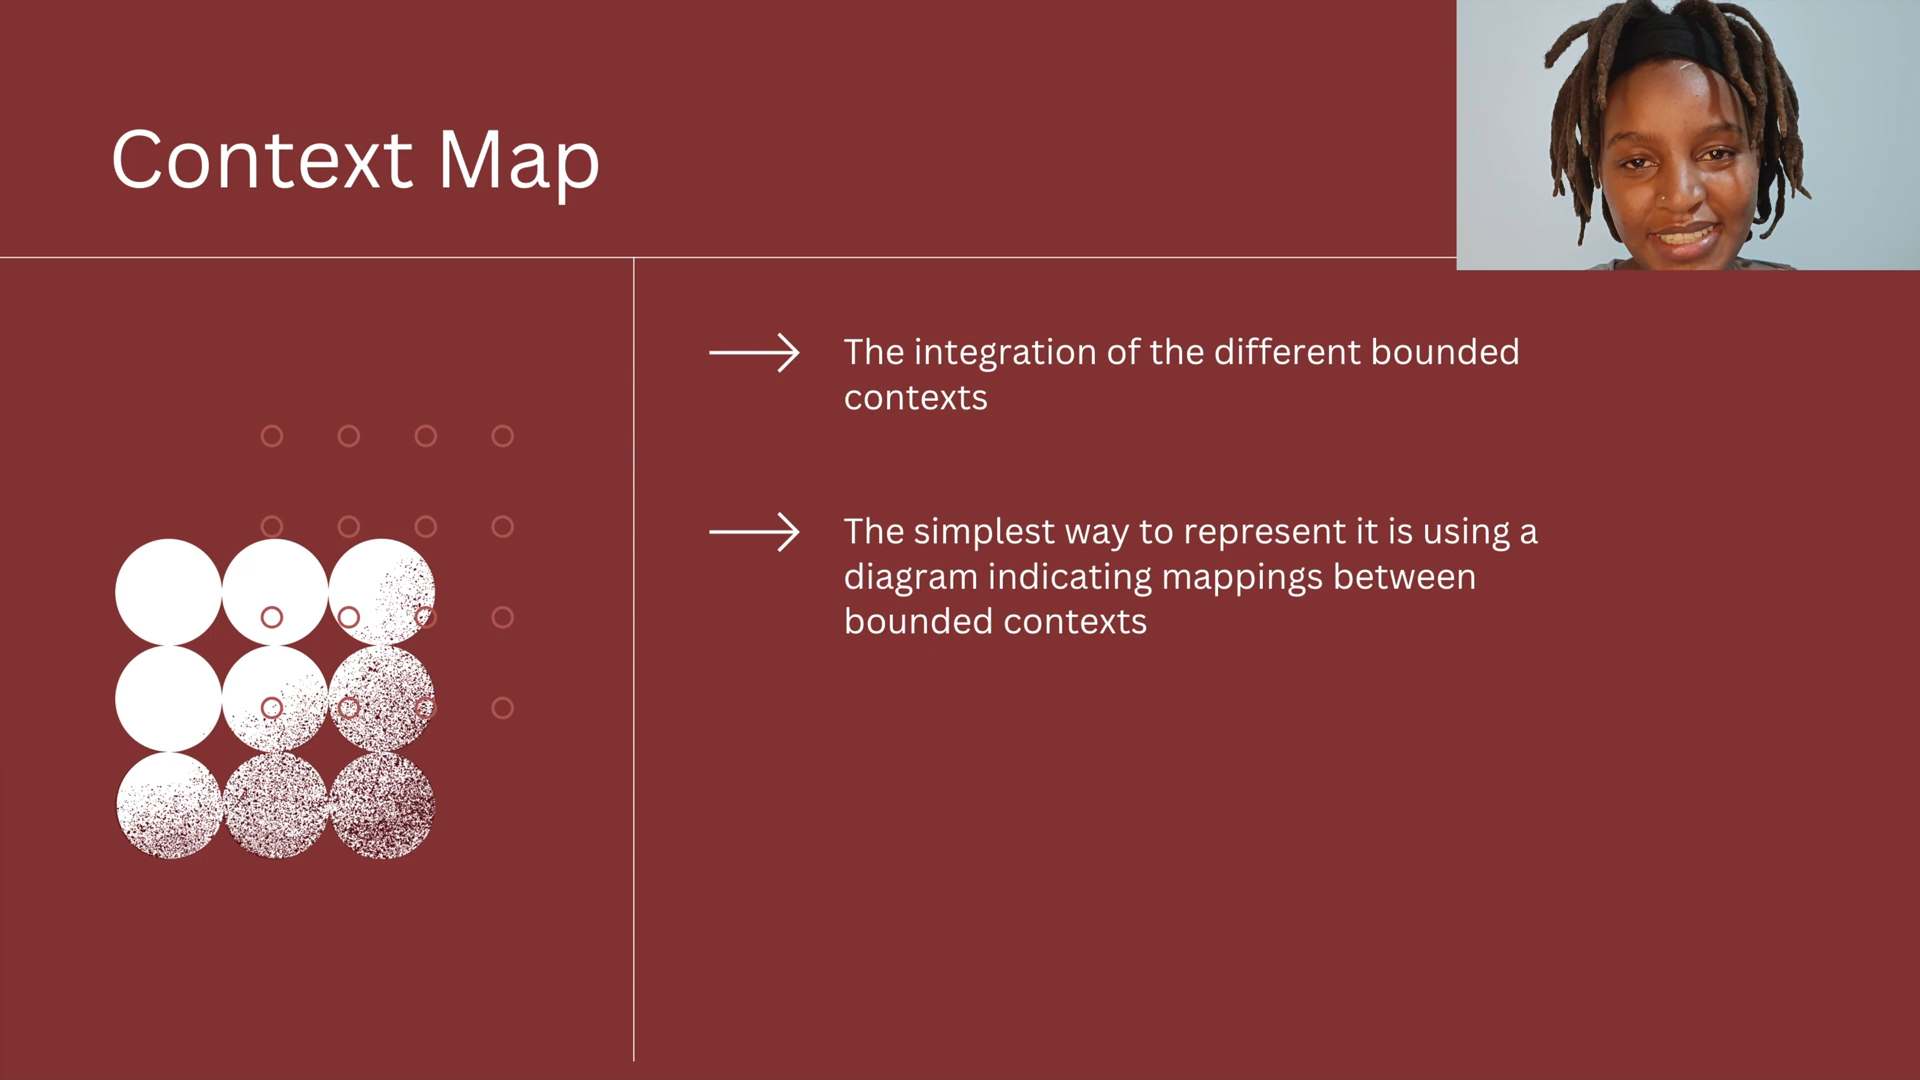 Context Map
The integration of the different bounded
contexts
The simplest way to represent it is using a
diagram indicating mappings between
bounded contexts